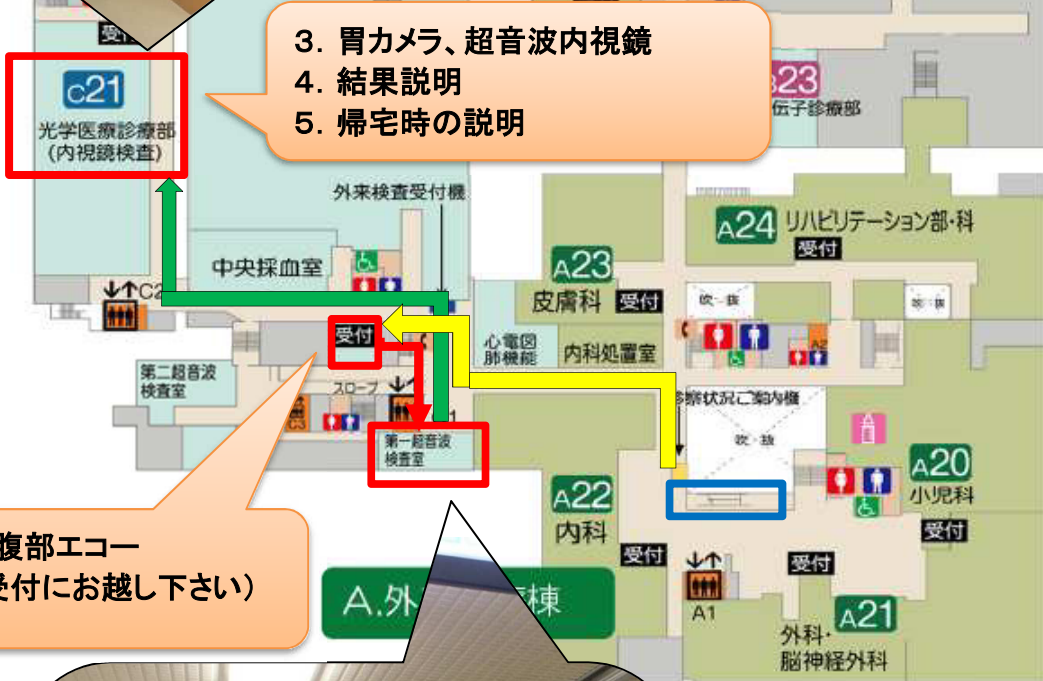 3．胃カメラ、超音波内視鏡
4．結果説明
5．帰宅時の説明
C21
光学医療診療部
(内視鏡検査)
23
伝子診療部
外来検査受付機
A24 リハビリテーション部・科
受付
中央採血室
A23
皮膚科 受付
吹-抜
吹-抜
C2
受付
心電図
肺機能
内科処置室
A2
第二超音波
検査室
スロープ
C3
1
診察状況ご案内機
吹-抜
第一超音波
検査室
A20
小児科
受付
A22
内科
受付
腹部エコー
受付にお越し下さい）
A.外
棟
A1
受付
A21
外科・
脳神経外科